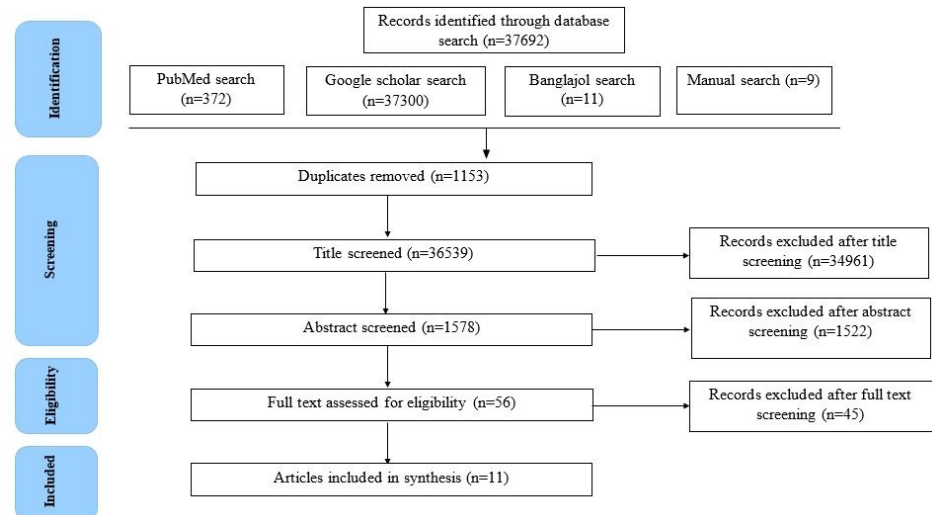 Identification
Records identified through database
search (n=37692)
PubMed search
(n=372)
Google scholar search
(n=37300)
Banglajol search
(n=11)
Manual search (n=9)
Screening
Duplicates removed (n=1153)
Title screened (n=36539)
Records excluded after title
screening (n=34961)
Abstract screened (n=1578)
Records excluded after abstract
screening (n=1522)
Eligibility
Full text assessed for eligibility (n=56)
Records excluded after full text
screening (n=45)
Included
Articles included in synthesis (n=11)